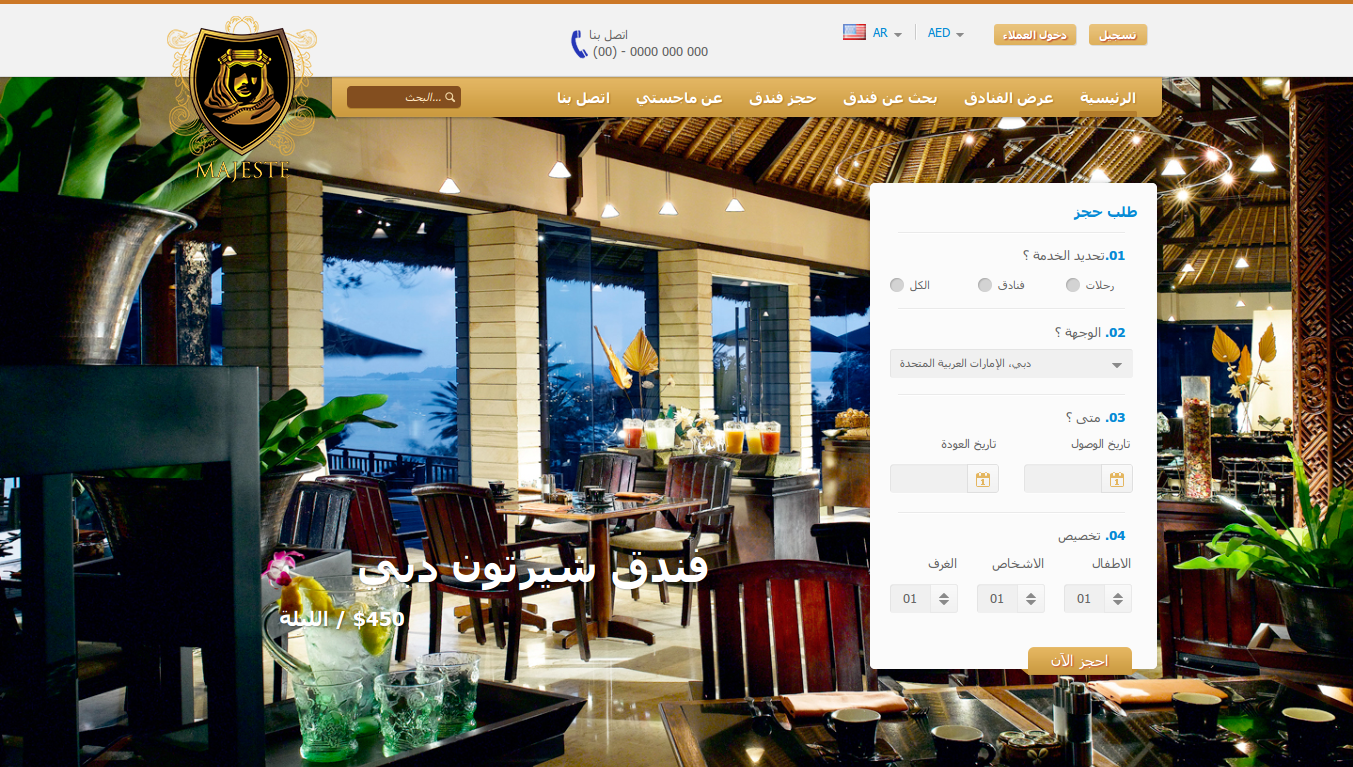 تسجيل
دخول العملاء
AED
AR
اتصل بنا
(00) - 0000 000 000
MAJESTE
الرئيسية
عرض الفنادق
بحث عن فندق
حجز فندق
عن ماجستي
اتصل بنا
البحث...
طلب حجز
01.تحديد الخدمة ؟
رحلات
فنادق
الكل
02. الوجهة ؟
دبي، الإمارات العربية المتحدة
03. متى ؟
تاريخ الوصول
تاريخ العودة
04. تخصيص
الاطفال
الاشخاص
الغرف
01
01
01
احجز الآن
فندق شيرتون دبي
450$ / الليلة